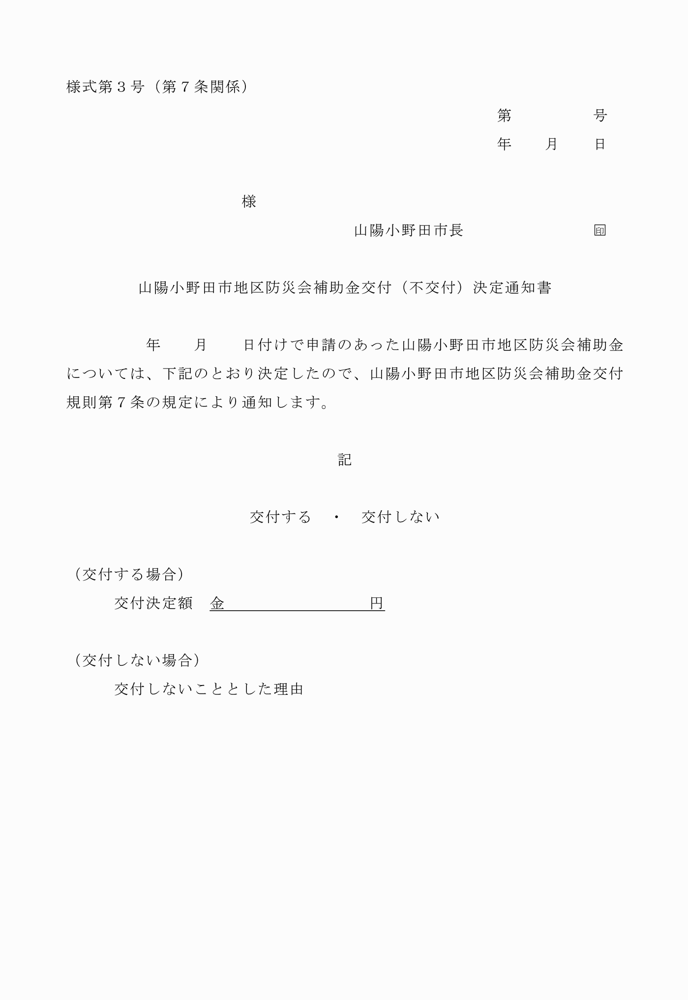 様式第３号（第７条関係）
第　　　　　号
年　　月　　日
様
山陽小野田市長　　　　　　　　印
山陽小野田市地区防災会補助金交付（不交付）決定通知書
年　　月　　日付けで申請のあった山陽小野田市地区防災会補助金
については、下記のとおり決定したので、山陽小野田市地区防災会補助金交付
規則第７条の規定により通知します。
記
交付する　・　交付しない
（交付する場合）
交付決定額　金　　　　　　　　　円
（交付しない場合）
交付しないこととした理由